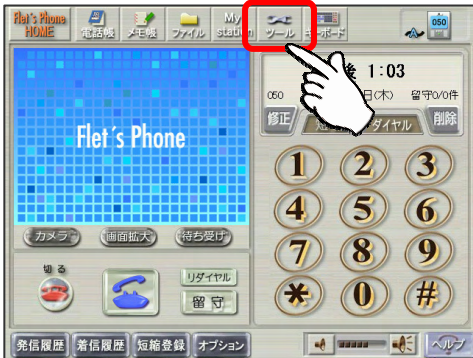 Flet's Phone
HOME
電話帳
メモ帳
ファイル
My
station
ツール
キーボード
050
Flet's Phone
後 1:03
050
日(木)
留守0/0件
修正
ダイヤル
削除
1
2
3
4
5
6
7
8
9
*
0
#
カメラ
画面拡大
待ち受け
切る
リダイヤル
留守
発信履歴
着信履歴
短縮登録
オプション
ヘルプ